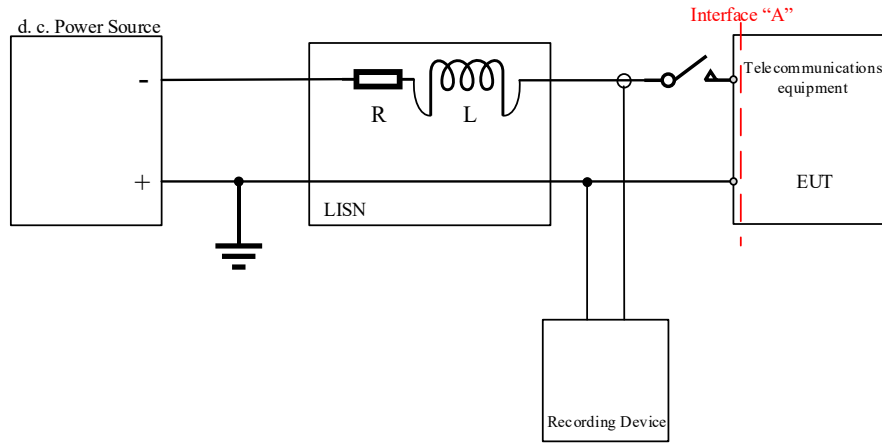 Interface “A”
d. c. Power Source
-
R
L
Telecommunications
equipment
+
EUT
LISN
Recording Device